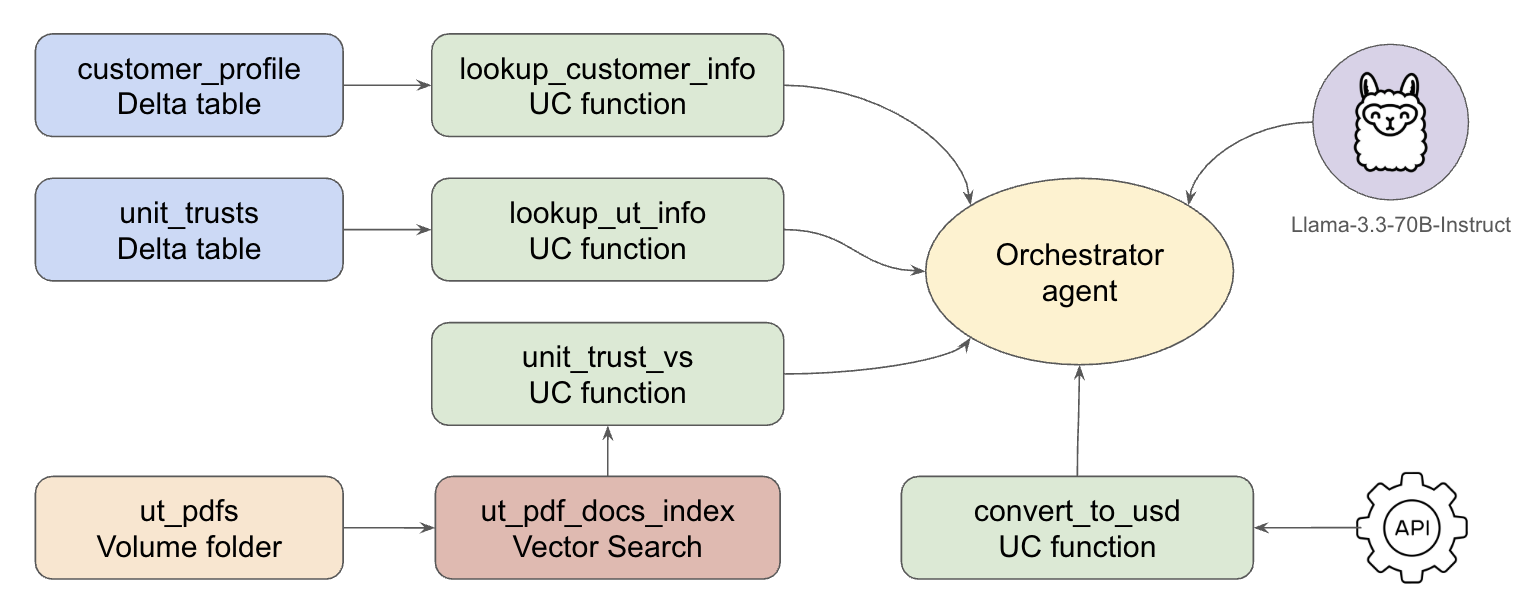 customer_profile
Delta table
lookup_customer_info
UC function
unit_trusts
Delta table
lookup_ut_info
UC function
Orchestrator
agent
Llama-3.3-70B-Instruct
unit_trust_vs
UC function
ut_pdfs
Volume folder
ut_pdf_docs_index
Vector Search
convert_to_usd
UC function
API